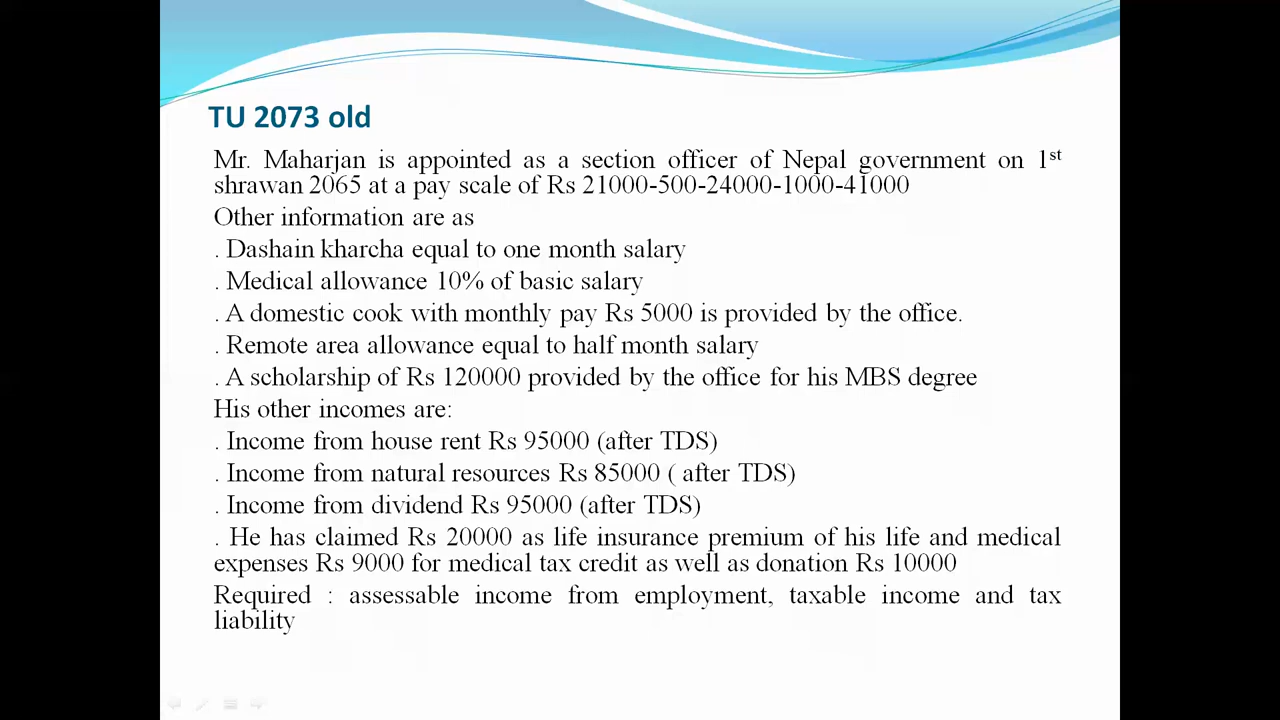 TU 2073 old
Mr. Maharjan is appointed as a section officer of Nepal government on 1st
shrawan 2065 at a pay scale of Rs 21000-500-24000-1000-41000
Other information are as
. Dashain kharcha equal to one month salary
. Medical allowance 10% of basic salary
. A domestic cook with monthly pay Rs 5000 is provided by the office.
. Remote area allowance equal to half month salary
. A scholarship of Rs 120000 provided by the office for his MBS degree
His other incomes are:
. Income from house rent Rs 95000 (after TDS)
. Income from natural resources Rs 85000 ( after TDS)
. Income from dividend Rs 95000 (after TDS)
. He has claimed Rs 20000 as life insurance premium of his life and medical
expenses Rs 9000 for medical tax credit as well as donation Rs 10000
Required : assessable income from employment, taxable income and tax
liability